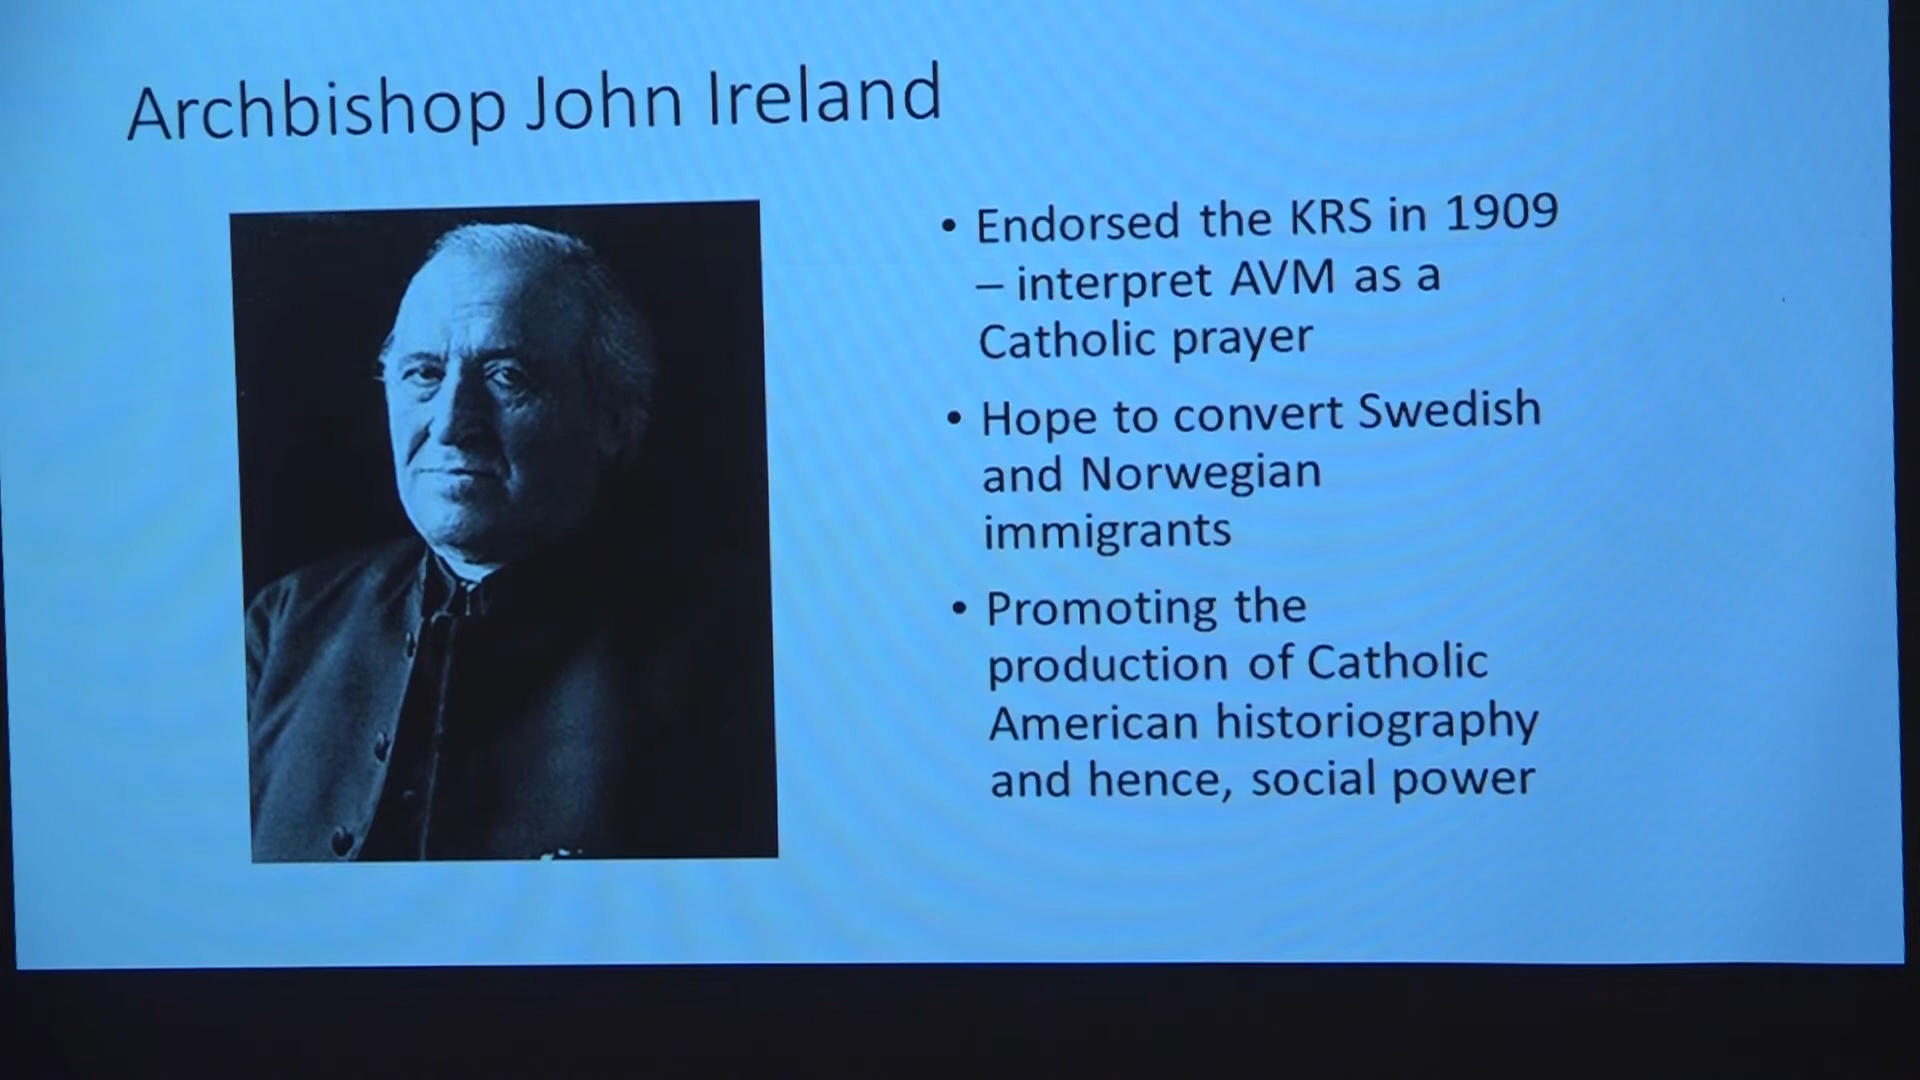 Archbishop John Ireland
• Endorsed the KRS in 1909
– interpret AVM as a
Catholic prayer
• Hope to convert Swedish
and Norwegian
immigrants
• Promoting the
production of Catholic
American historiography
and hence, social power